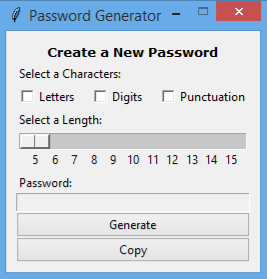 Password Generator
Create a New Password
Select a Characters:
Letters Digits Punctuation
Select a Length:
5 6 7 8 9 10 11 12 13 14 15
Password:
Generate
Copy